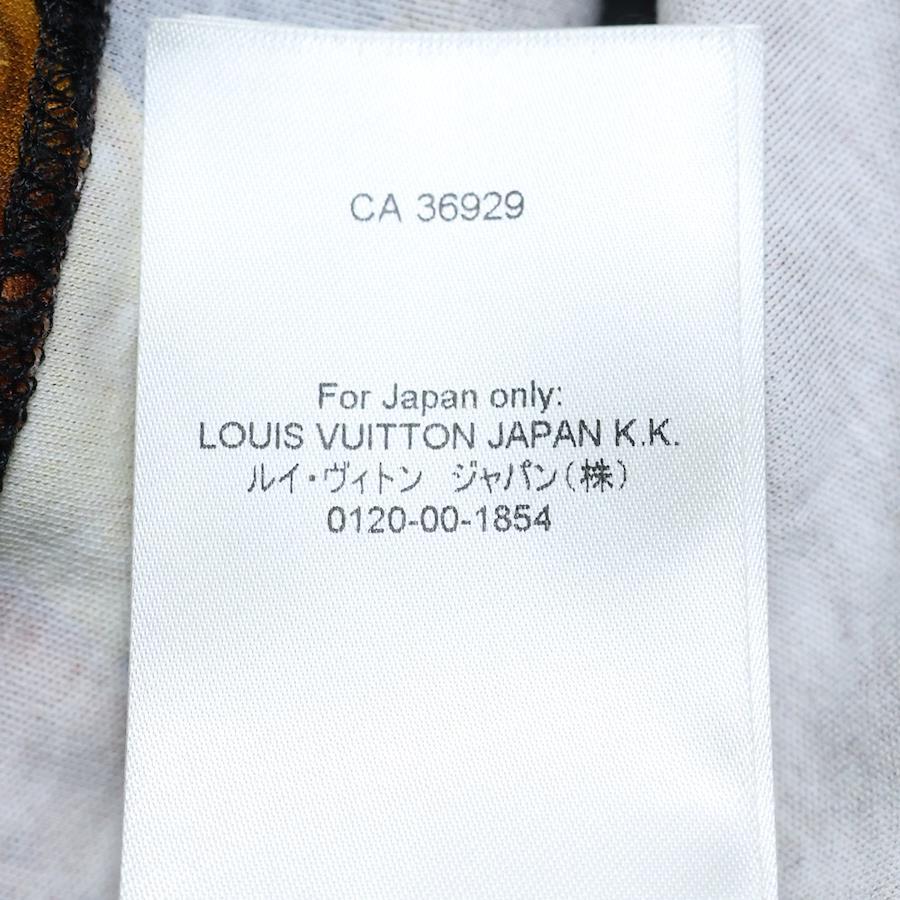 CA 36929
For Japan only:
LOUIS VUITTON JAPAN K.K.
ルイ・ヴィトン　ジャパン(株)
0120-00-1854